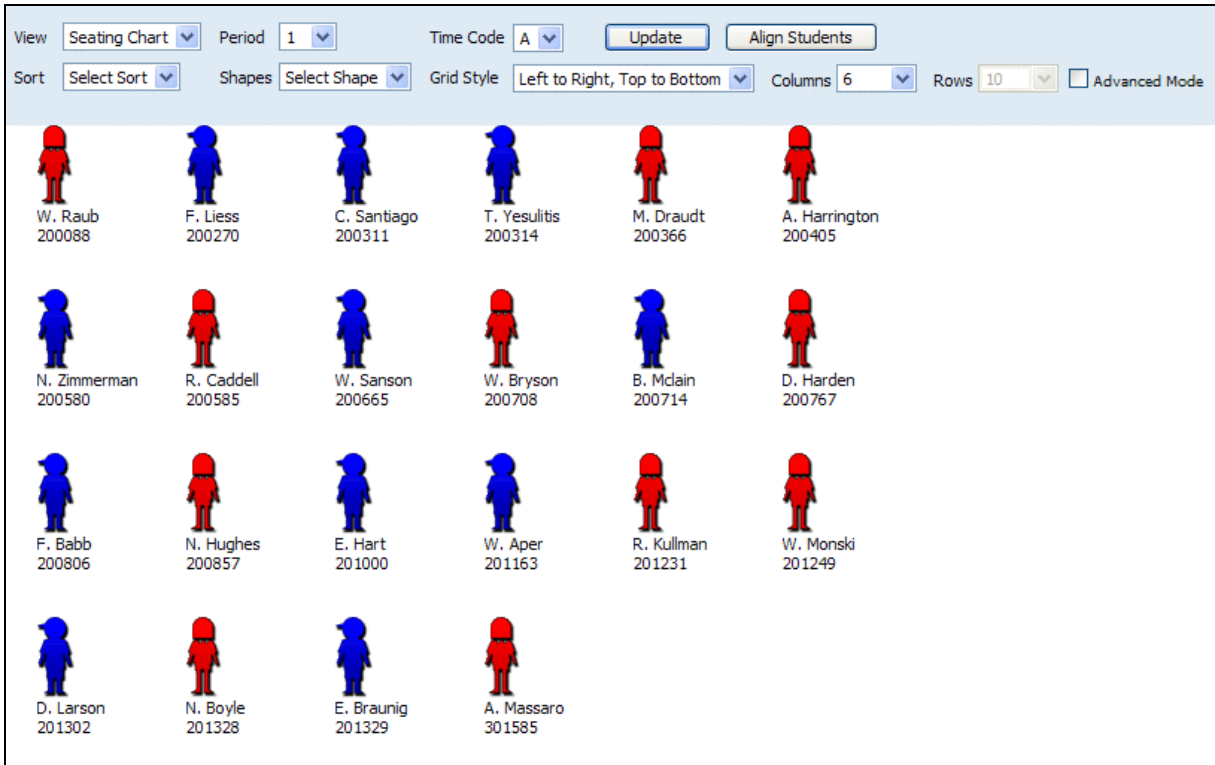 View Seating Chart Period 1 Time Code A Update Align Students
Sort Select Sort Shapes Select Shape Grid Style Left to Right, Top to Bottom Columns 6 Rows 10 Advanced Mode
W. Raub F. Liess C. Santiago T. Yesulitis M. Draudt A. Harrington
200088 200270 200311 200314 200366 200405
N. Zimmerman R. Caddell W. Sanson W. Bryson B. Mclain D. Harden
200580 200585 200665 200708 200714 200767
F. Babb N. Hughes E. Hart W. Aper R. Kullman W. Monski
200806 200857 201000 201163 201231 201249
D. Larson N. Boyle E. Braunig A. Massaro
201302 201328 201329 301585